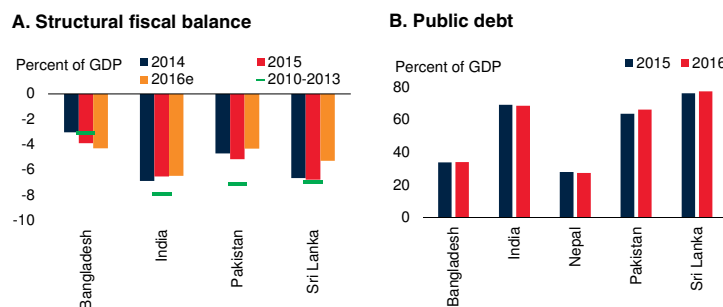 A. Structural fiscal balance
Percent of GDP
2014
2015
2016e
2010-2013
0
-2
-4
-6
-8
-10
Bangladesh
India
Pakistan
Sri Lanka
B. Public debt
Percent of GDP
2015
2016
80
60
40
20
0
Bangladesh
India
Nepal
Pakistan
Sri Lanka